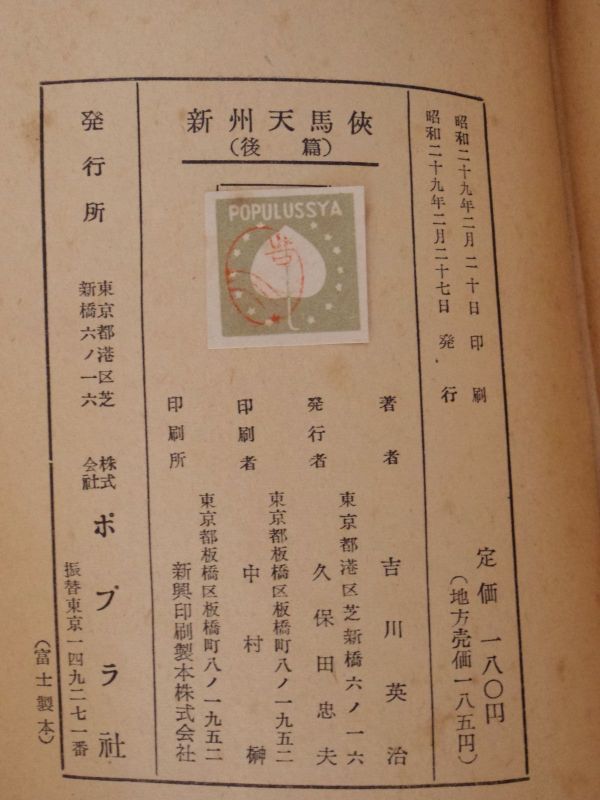 昭和二十九年二月二十日印刷
昭和二十九年二月二十七日発行
定価 一八〇円
(地方売価一八五円)
新州天馬俠
(後篇)
POPULUSSYA
著者 吉川英治
東京都港区芝新橋六ノ一六
発行者 久保田忠夫
東京都板橋区板橋町八ノ一九五二
印刷者 中村榊
東京都板橋区板橋町八ノ一九五二
印刷所 新興印刷製本株式会社
発行所 東京都港区芝新橋六ノ一六 株式会社 ポプラ社
振替東京一四九二七一番
(富士製本)